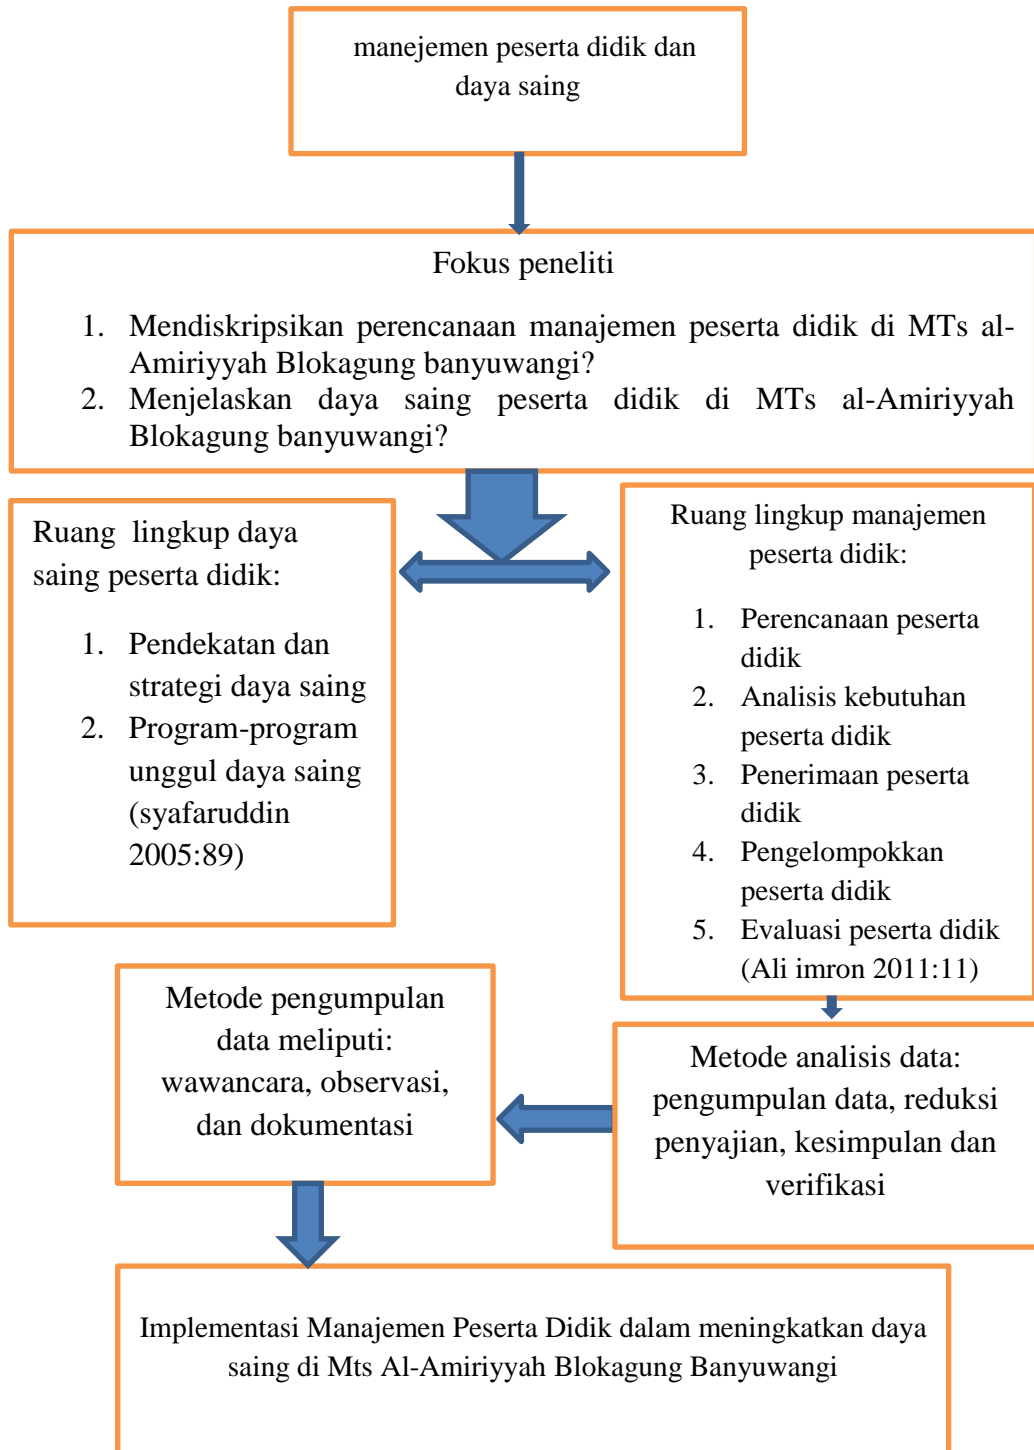 manejemen peserta didik dan
daya saing
Fokus peneliti
1. Mendiskripsikan perencanaan manajemen peserta didik di MTs al-
Amiriyyah Blokagung banyuwangi?
2. Menjelaskan daya saing peserta didik di MTs al-Amiriyyah
Blokagung banyuwangi?
Ruang lingkup daya
saing peserta didik:
1. Pendekatan dan
strategi daya saing
2. Program-program
unggul daya saing
(syafaruddin
2005:89)
Ruang lingkup manajemen
peserta didik:
1. Perencanaan peserta
didik
2. Analisis kebutuhan
peserta didik
3. Penerimaan peserta
didik
4. Pengelompokkan
peserta didik
5. Evaluasi peserta didik
(Ali imron 2011:11)
Metode pengumpulan
data meliputi:
wawancara, observasi,
dan dokumentasi
Metode analisis data:
pengumpulan data, reduksi
penyajian, kesimpulan dan
verifikasi
Implementasi Manajemen Peserta Didik dalam meningkatkan daya
saing di Mts Al-Amiriyyah Blokagung Banyuwangi